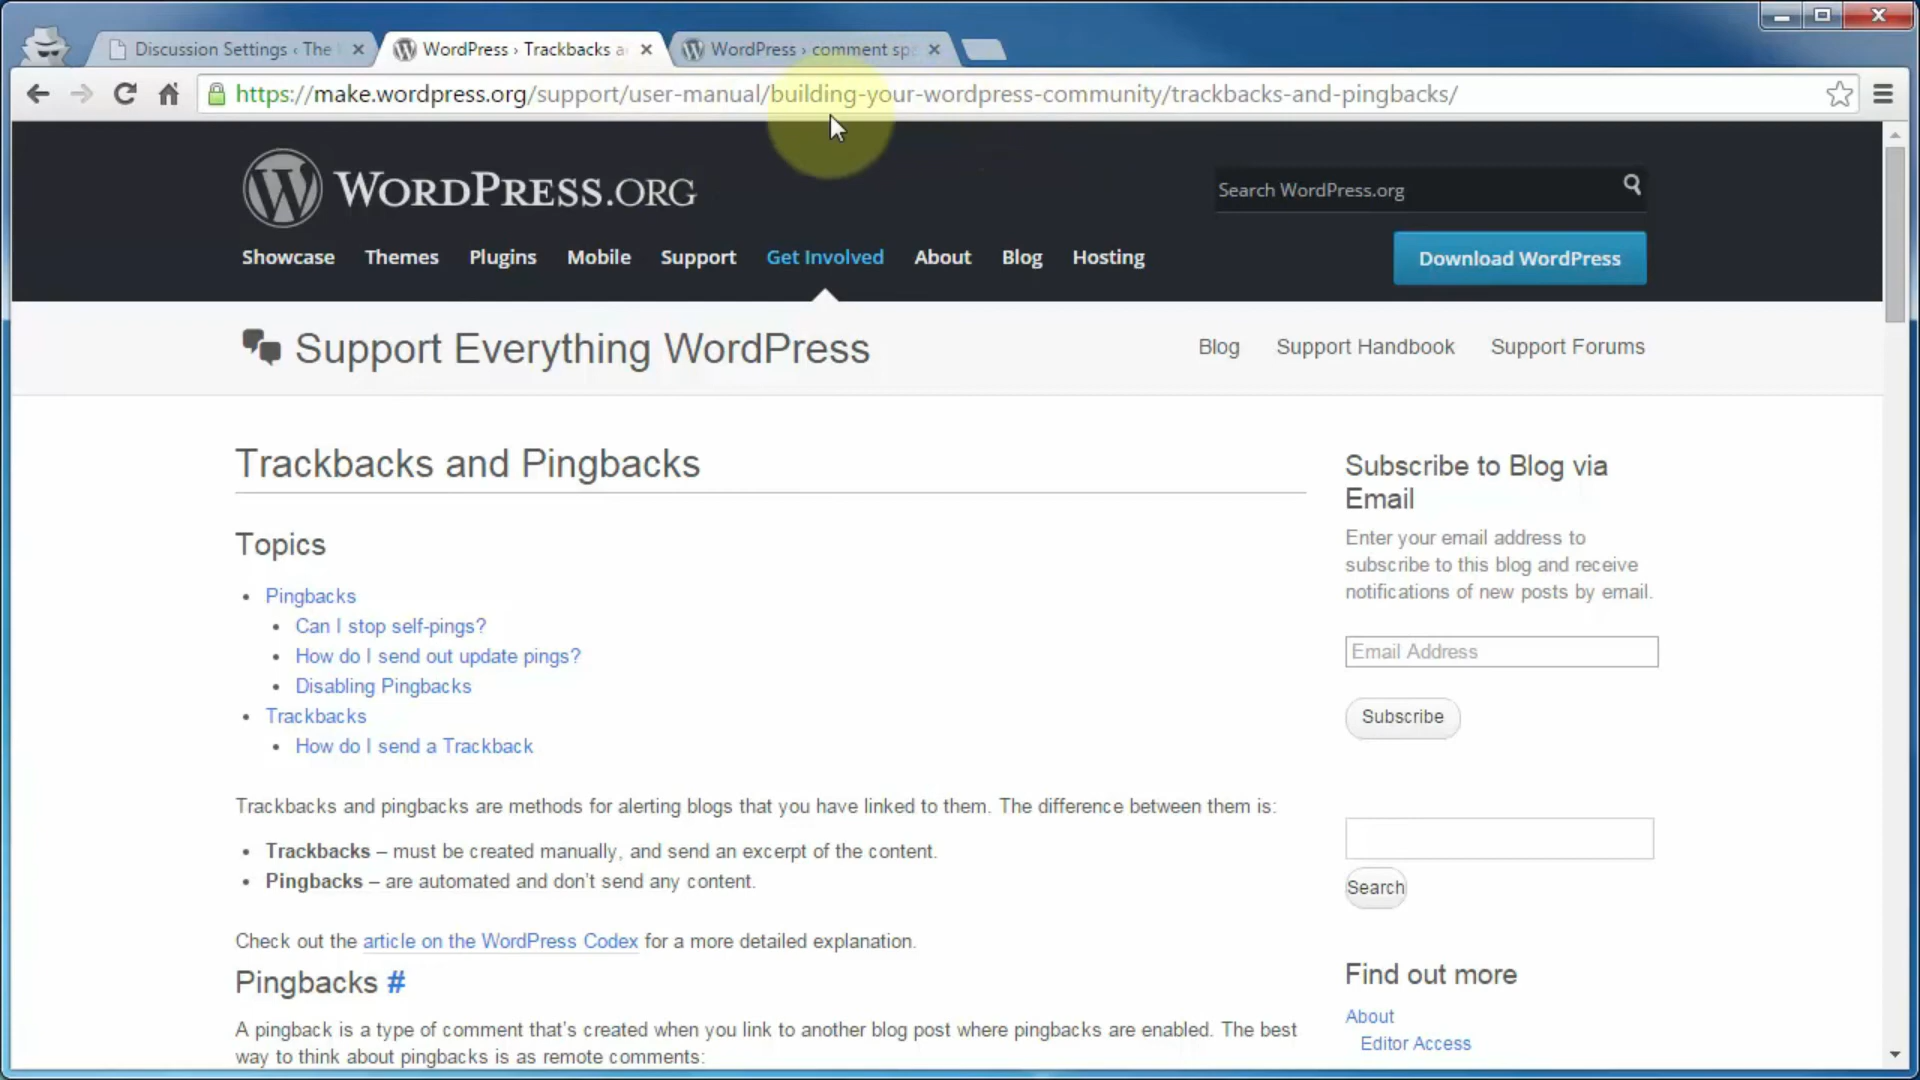 Discussion Settings ‹ The
WordPress › Trackbacks a
WordPress › comment sp
https://make.wordpress.org/support/user-manual/building-your-wordpress-community/trackbacks-and-pingbacks/
WORDPRESS.ORG
Search WordPress.org
Showcase Themes Plugins Mobile Support Get Involved About Blog Hosting
Download WordPress
Support Everything WordPress
Blog Support Handbook Support Forums
Trackbacks and Pingbacks
Topics
• Pingbacks
• Can I stop self-pings?
• How do I send out update pings?
• Disabling Pingbacks
• Trackbacks
• How do I send a Trackback
Trackbacks and pingbacks are methods for alerting blogs that you have linked to them. The difference between them is:
• Trackbacks – must be created manually, and send an excerpt of the content.
• Pingbacks – are automated and don't send any content.
Check out the article on the WordPress Codex for a more detailed explanation.
Pingbacks #
A pingback is a type of comment that's created when you link to another blog post where pingbacks are enabled. The best
way to think about pingbacks is as remote comments:
Subscribe to Blog via
Email
Enter your email address to
subscribe to this blog and receive
notifications of new posts by email.
Email Address
Subscribe
Search
Find out more
About
Editor Access